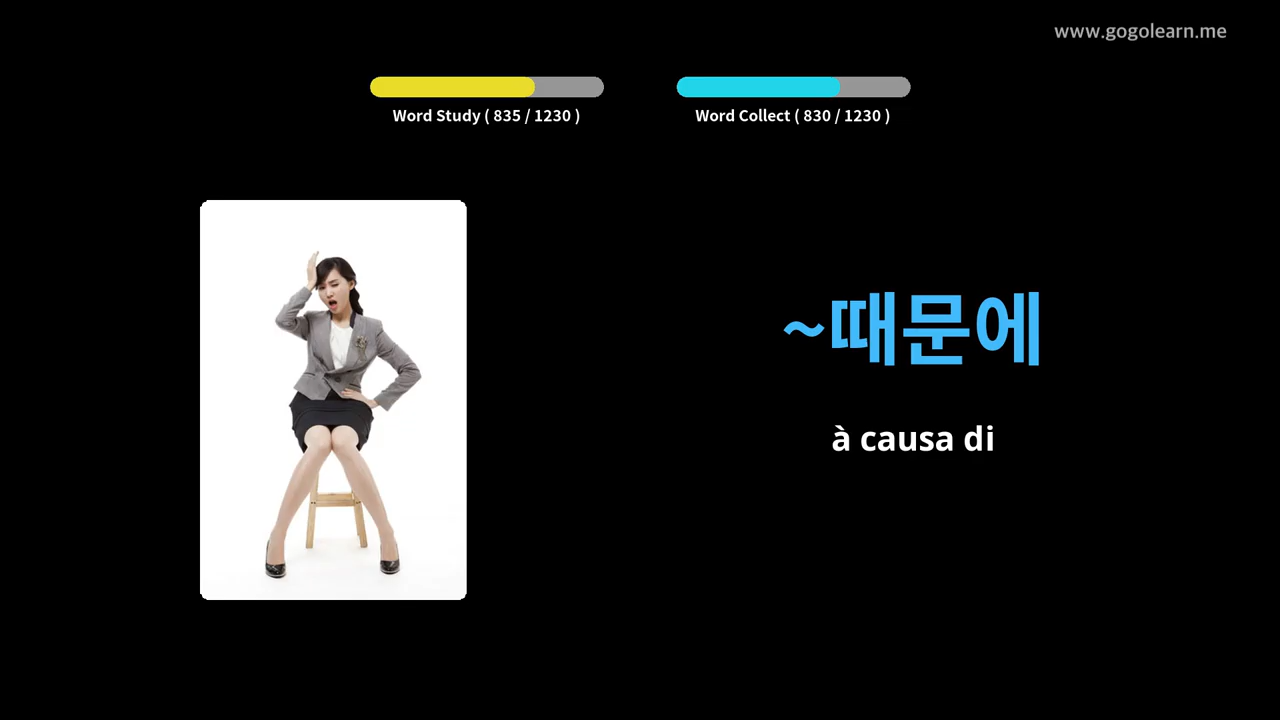 www.gogolearn.me
Word Study ( 835 / 1230 )
Word Collect ( 830 / 1230 )
~때문에
à causa di